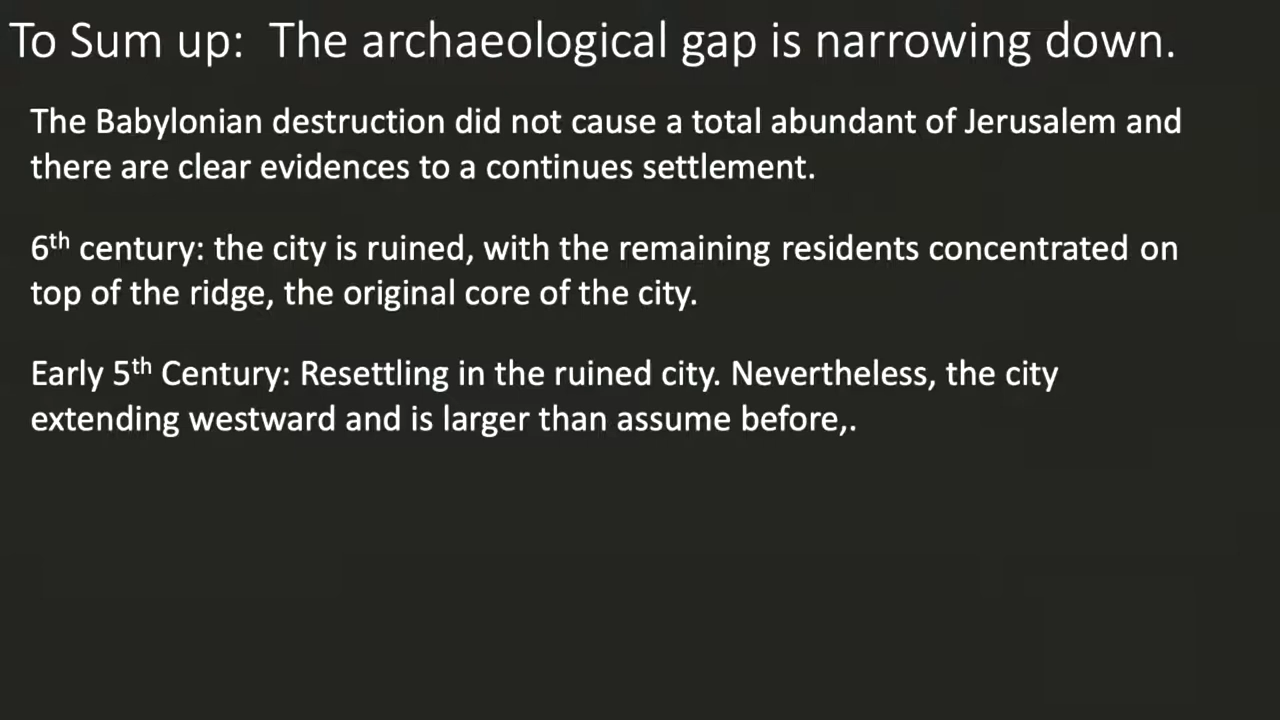 To Sum up:  The archaeological gap is narrowing down.
The Babylonian destruction did not cause a total abundant of Jerusalem and
there are clear evidences to a continues settlement.
6th century: the city is ruined, with the remaining residents concentrated on
top of the ridge, the original core of the city.
Early 5th Century: Resettling in the ruined city. Nevertheless, the city
extending westward and is larger than assume before,.